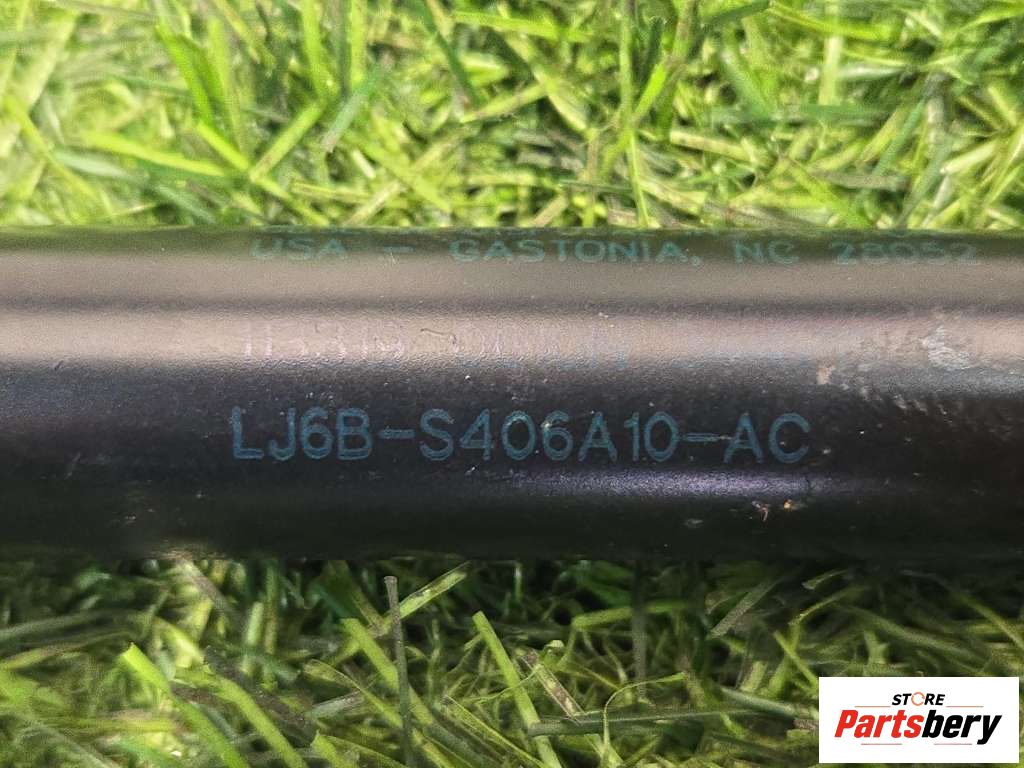 USA - GASTONIA, NC 28052
LJ6B-S406A10-AC
STORE
Partsbery